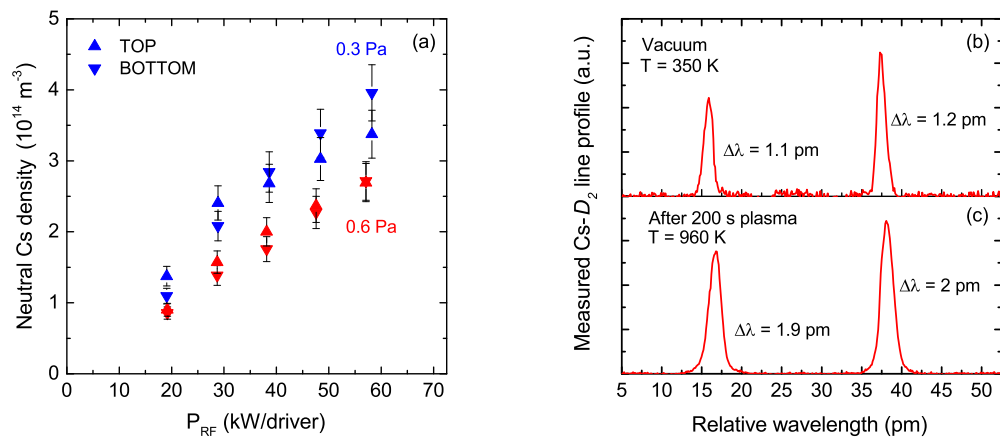 (a)
TOP
BOTTOM
0.3 Pa
0.6 Pa
Neutral Cs density (10¹⁴ m⁻³)
5
4
3
2
1
0
0 10 20 30 40 50 60 70
P_RF (kW/driver)
(b)
Vacuum
T = 350 K
Δλ = 1.1 pm
Δλ = 1.2 pm
(c)
After 200 s plasma
T = 960 K
Δλ = 1.9 pm
Δλ = 2 pm
Measured Cs-D₂ line profile (a.u.)
5 10 15 20 25 30 35 40 45 50
Relative wavelength (pm)